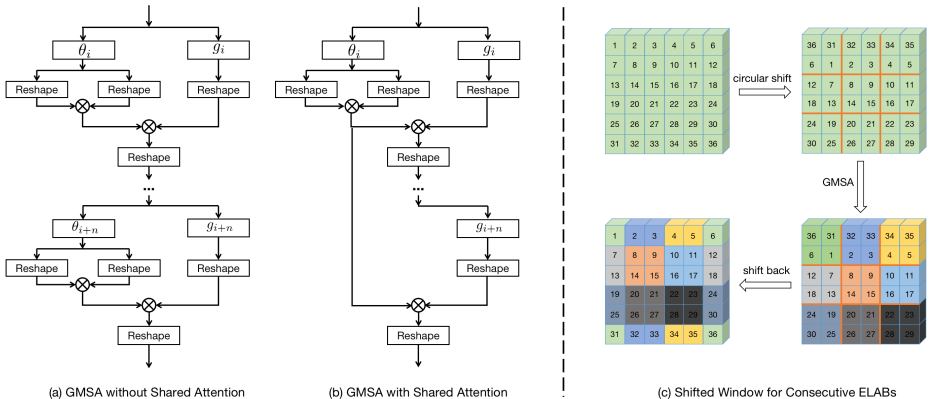 θi
gi
Reshape
Reshape
Reshape
Reshape
...
θi+n
gi+n
Reshape
Reshape
Reshape
Reshape
(a) GMSA without Shared Attention
θi
gi
Reshape
Reshape
Reshape
Reshape
...
gi+n
Reshape
Reshape
(b) GMSA with Shared Attention
1 2 3 4 5 6
7 8 9 10 11 12
13 14 15 16 17 18
19 20 21 22 23 24
25 26 27 28 29 30
31 32 33 34 35 36
circular shift
36 31 32 33 34 35
6 1 2 3 4 5
12 7 8 9 10 11
18 13 14 15 16 17
24 19 20 21 22 23
30 25 26 27 28 29
GMSA
36 31 32 33 34 35
6 1 2 3 4 5
12 7 8 9 10 11
18 13 14 15 16 17
24 19 20 21 22 23
30 25 26 27 28 29
shift back
1 2 3 4 5 6
7 8 9 10 11 12
13 14 15 16 17 18
19 20 21 22 23 24
25 26 27 28 29 30
31 32 33 34 35 36
(c) Shifted Window for Consecutive ELABs